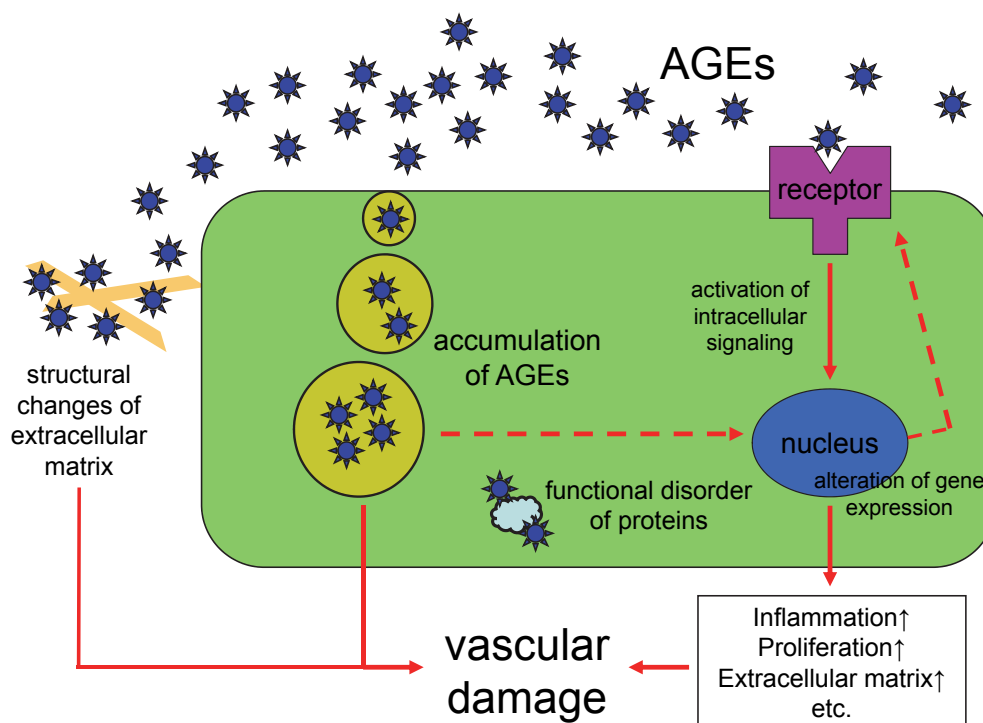 AGEs
receptor
activation of
intracellular
signaling
accumulation
of AGEs
structural
changes of
extracellular
matrix
nucleus
alteration of gene
expression
functional disorder
of proteins
Inflammation↑
Proliferation↑
Extracellular matrix↑
etc.
vascular
damage